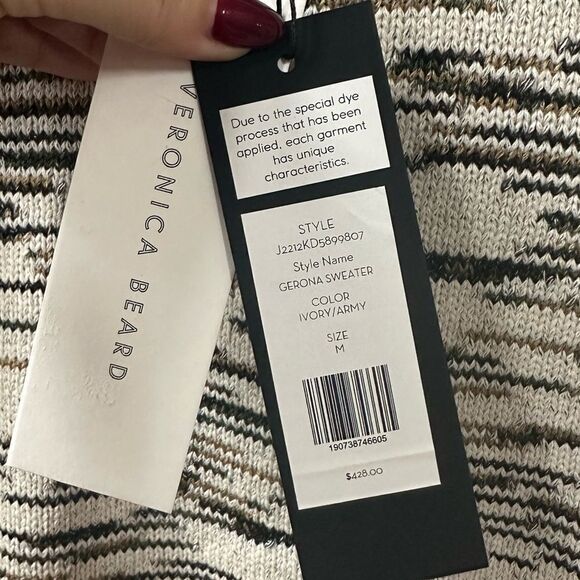 VERONICA BEARD
Due to the special dye
process that has been
applied, each garment
has unique
characteristics.
STYLE
J2212KD5899807
Style Name
GERONA SWEATER
COLOR
IVORY/ARMY
SIZE
M
190738746605
$428.00